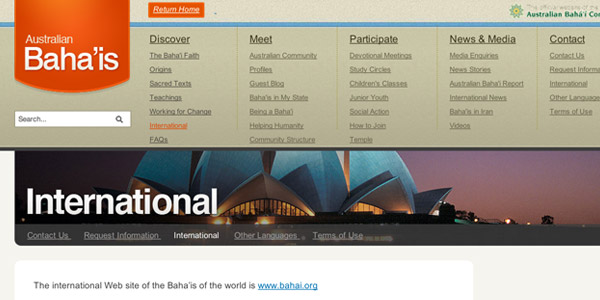 Return Home
The official website of the
Australian Bahá'í Co
Australian
Baha'is
Search...
Discover
The Bahá'í Faith
Origins
Sacred Texts
Teachings
Working for Change
International
FAQs
Meet
Australian Community
Profiles
Guest Blog
Bahá'ís in My State
Being a Bahá'í
Helping Humanity
Community Structure
Participate
Devotional Meetings
Study Circles
Children's Classes
Junior Youth
Social Action
How to Join
Temple
News & Media
Media Enquiries
News Stories
Australian Bahá'í Report
International News
Bahá'ís in Iran
Videos
Contact
Contact Us
Request Informa
International
Other Language
Terms of Use
International
Contact Us
Request Information
International
Other Languages
Terms of Use
The international Web site of the Baha'is of the world is www.bahai.org